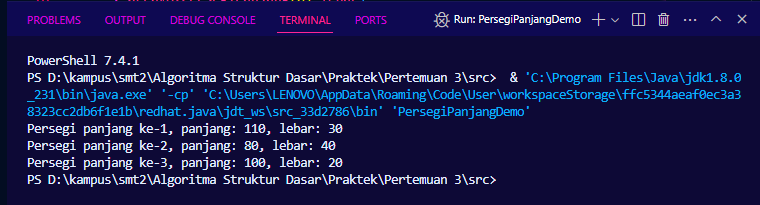 PROBLEMS OUTPUT DEBUG CONSOLE TERMINAL PORTS Run: PersegiPanjangDemo
PowerShell 7.4.1
PS D:\kampus\smt2\Algoritma Struktur Dasar\Praktek\Pertemuan 3\src>  & 'C:\Program Files\Java\jdk1.8.0
_231\bin\java.exe' '-cp' 'C:\Users\LENOVO\AppData\Roaming\Code\User\workspaceStorage\ffc5344aeaf0ec3a3
8323cc2db6f1e1b\redhat.java\jdt_ws\src_33d2786\bin' 'PersegiPanjangDemo'
Persegi panjang ke-1, panjang: 110, lebar: 30
Persegi panjang ke-2, panjang: 80, lebar: 40
Persegi panjang ke-3, panjang: 100, lebar: 20
PS D:\kampus\smt2\Algoritma Struktur Dasar\Praktek\Pertemuan 3\src>